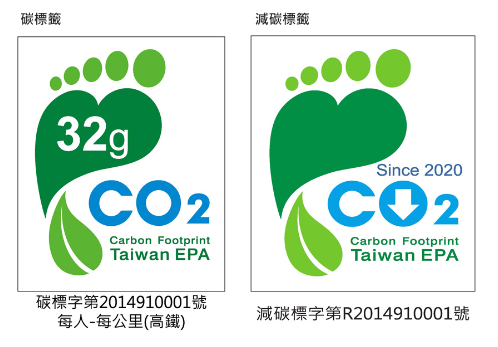 碳標籤
32g
CO2
Carbon Footprint
Taiwan EPA
碳標字第2014910001號
每人-每公里(高鐵)
減碳標籤
Since 2020
CO2
Carbon Footprint
Taiwan EPA
減碳標字第R2014910001號